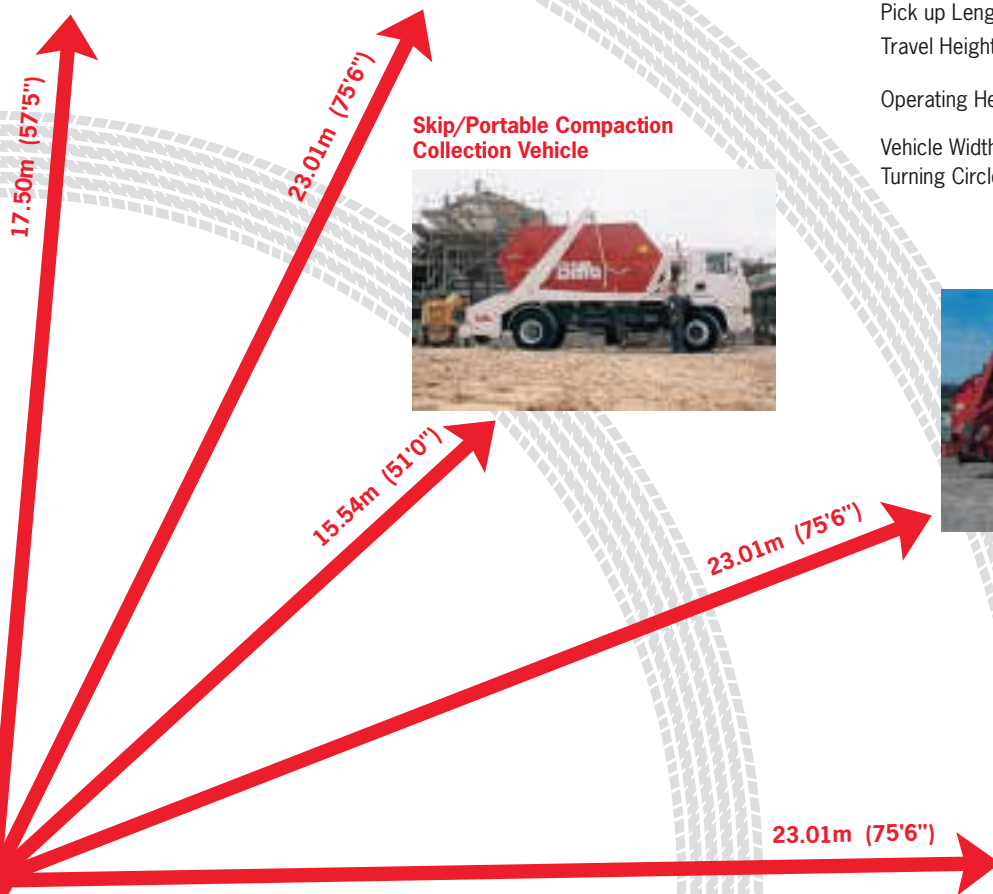 Pick up Leng
Travel Height
Operating He
Vehicle Width
Turning Circle
17.50m (57'5")
23.01m (75'6")
Skip/Portable Compaction
Collection Vehicle
Biffa
15.54m (51'0")
23.01m (75'6")
23.01m (75'6")